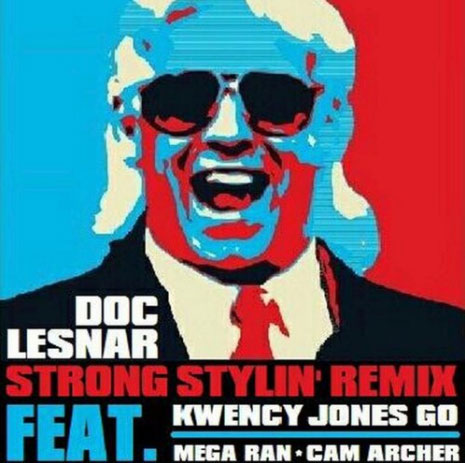 DOC
LESNAR
STRONG STYLIN' REMIX
FEAT.
KWENCY JONES GO
MEGA RAN • CAM ARCHER